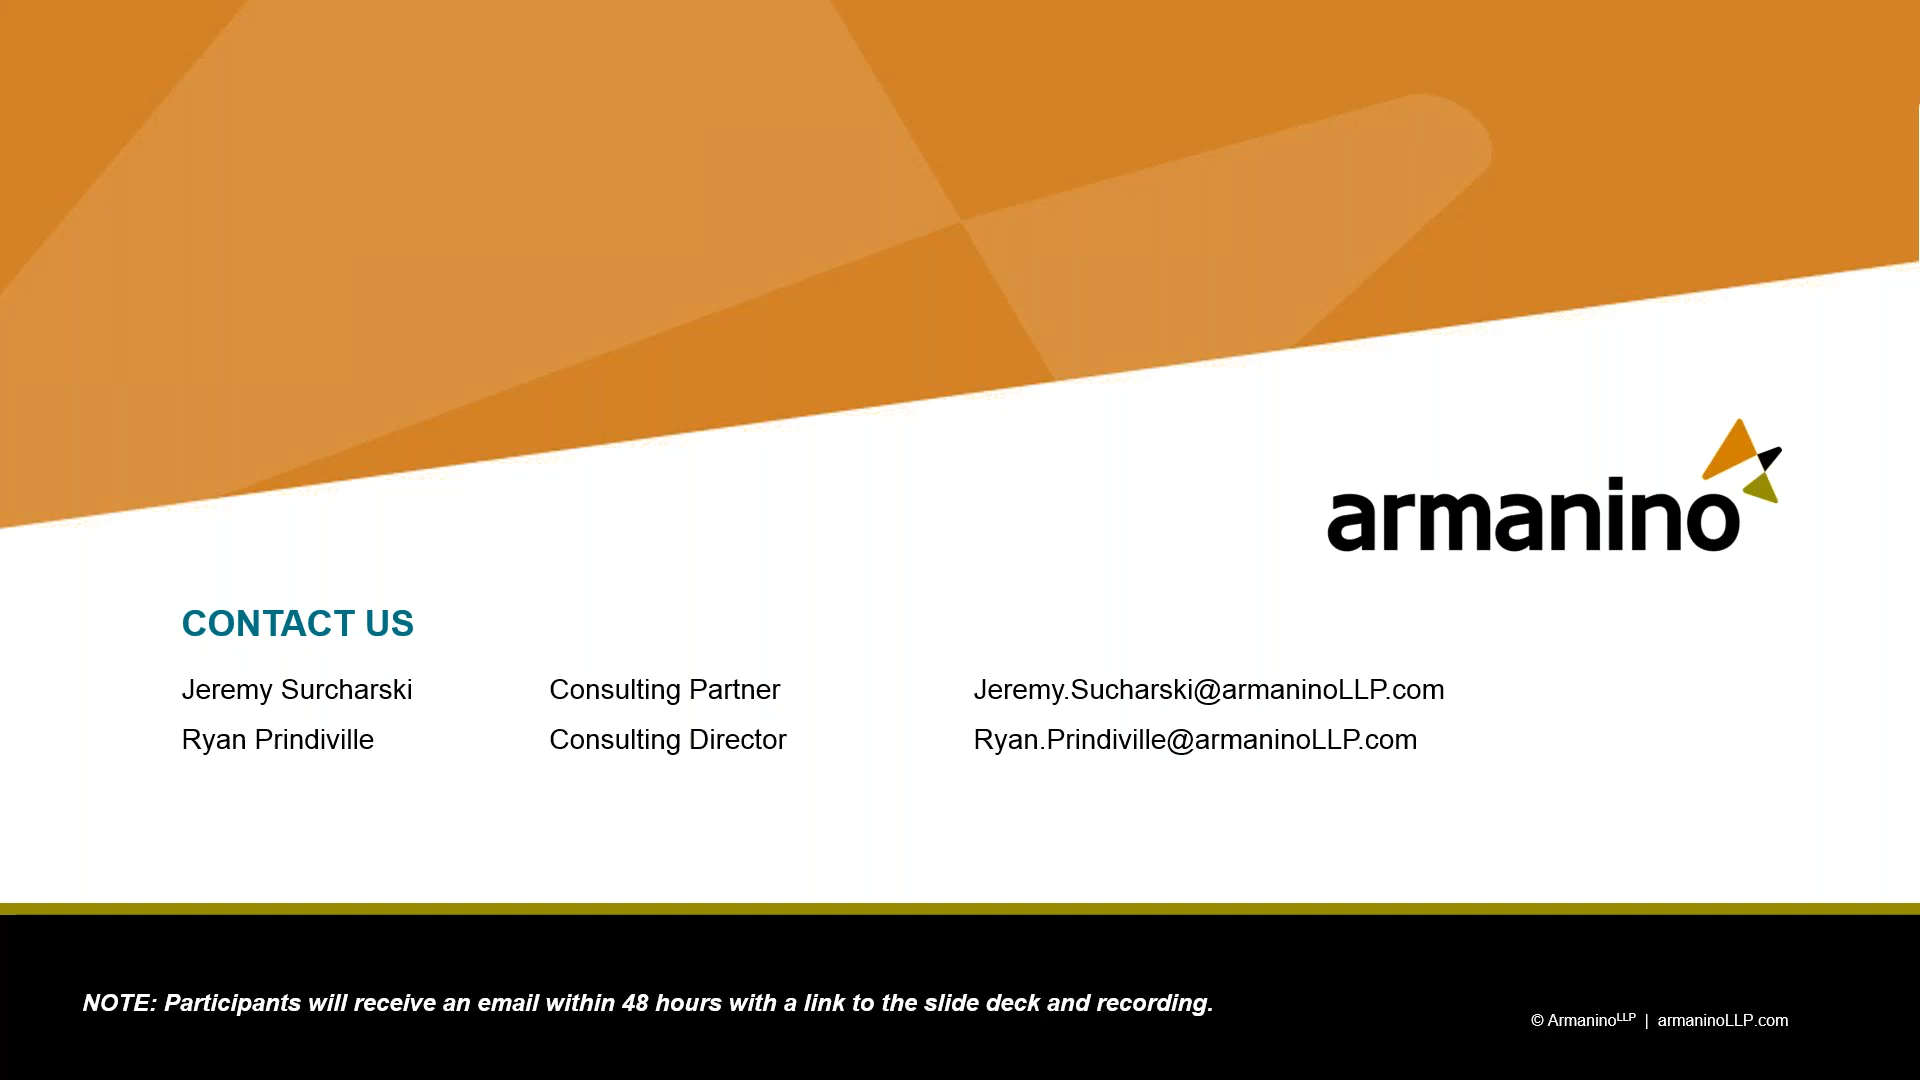 armanino
CONTACT US
Jeremy Surcharski Consulting Partner Jeremy.Sucharski@armaninoLLP.com
Ryan Prindiville Consulting Director Ryan.Prindiville@armaninoLLP.com
NOTE: Participants will receive an email within 48 hours with a link to the slide deck and recording.
© ArmaninoLLP | armaninoLLP.com